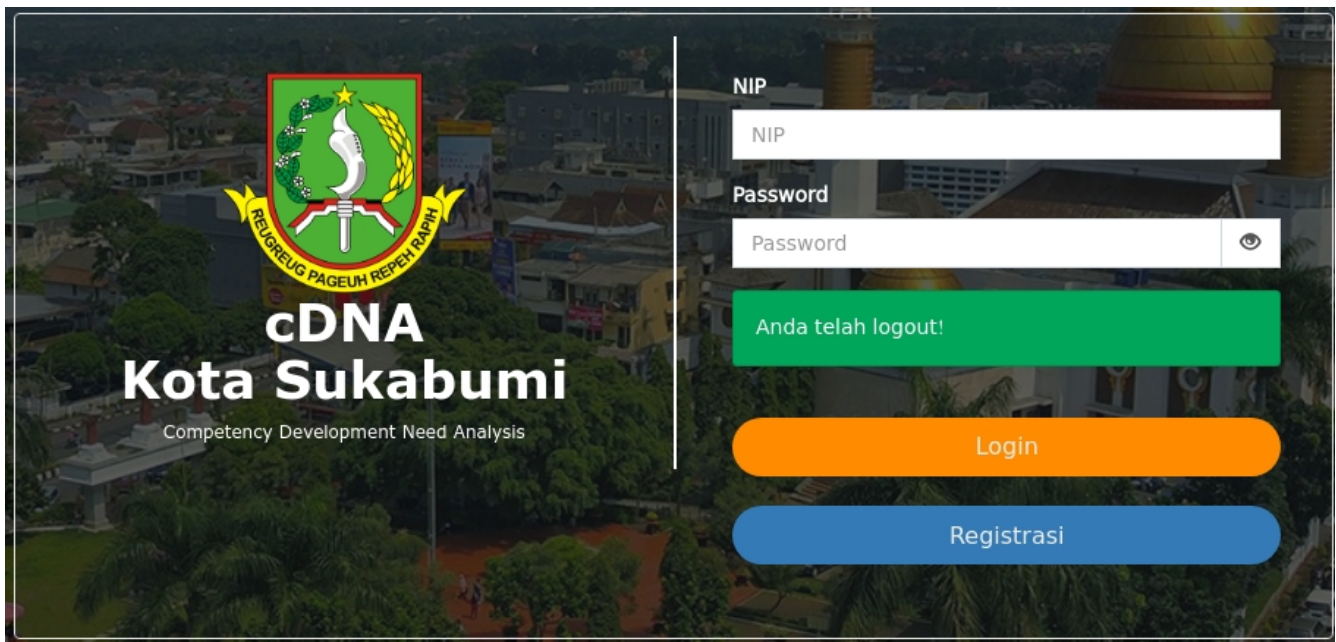 REUGREUG PAGEUH REPEH RAPIH
cDNA
Kota Sukabumi
Competency Development Need Analysis
NIP
NIP
Password
Password
Anda telah logout!
Login
Registrasi